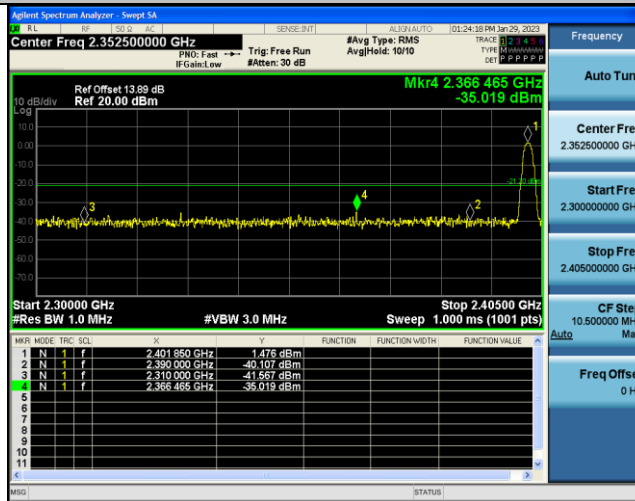 Agilent Spectrum Analyzer - Swept SA
RL RF 50 Ω AC SENSE:INT ALIGN AUTO 01:24:18 PM Jan 29, 2023
Center Freq 2.352500000 GHz
PNO: Fast
IFGain:Low
Trig: Free Run
#Atten: 30 dB
#Avg Type: RMS
Avg|Hold: 10/10
TRACE 1 2 3 4 5 6
TYPE M
DET P P P P P P
Ref Offset 13.89 dB
Ref 20.00 dBm
10 dB/div
Log
Mkr4 2.366 465 GHz
-35.019 dBm
10.0
0.00
-10.0
-20.0
-30.0
-40.0
-50.0
-60.0
-70.0
1
2
3
4
Start 2.30000 GHz
Stop 2.40500 GHz
#Res BW 1.0 MHz
#VBW 3.0 MHz
Sweep 1.000 ms (1001 pts)
MKR MODE TRC SCL X Y FUNCTION FUNCTION WIDTH FUNCTION VALUE
1 N 1 f 2.401 850 GHz 1.476 dBm
2 N 1 f 2.390 000 GHz -40.107 dBm
3 N 1 f 2.310 000 GHz -41.567 dBm
4 N 1 f 2.366 465 GHz -35.019 dBm
5
6
7
8
9
10
11
MSG
STATUS
Frequency
Auto Tun
Center Fre
2.352500000 GH
Start Fre
2.300000000 GH
Stop Fre
2.405000000 GH
CF Ste
10.500000 MH
Auto Ma
Freq Offse
0 H